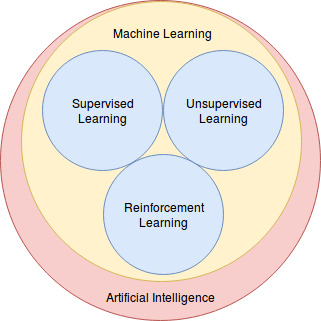 Machine Learning
Supervised
Learning
Unsupervised
Learning
Reinforcement
Learning
Artificial Intelligence